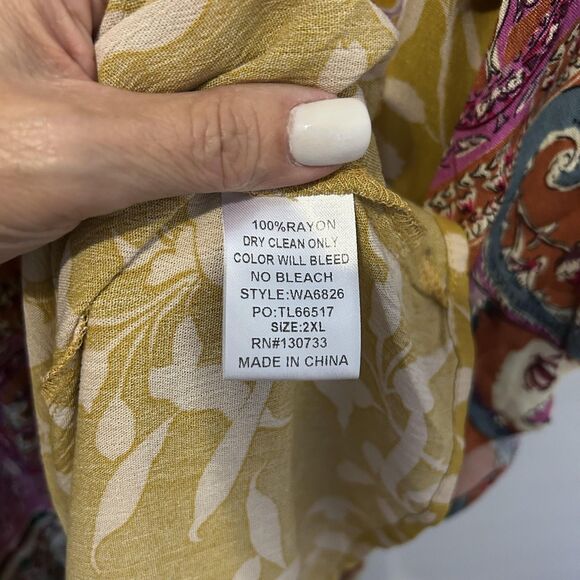 100%RAYON
DRY CLEAN ONLY
COLOR WILL BLEED
NO BLEACH
STYLE:WA6826
PO:TL66517
SIZE:2XL
RN#130733
MADE IN CHINA